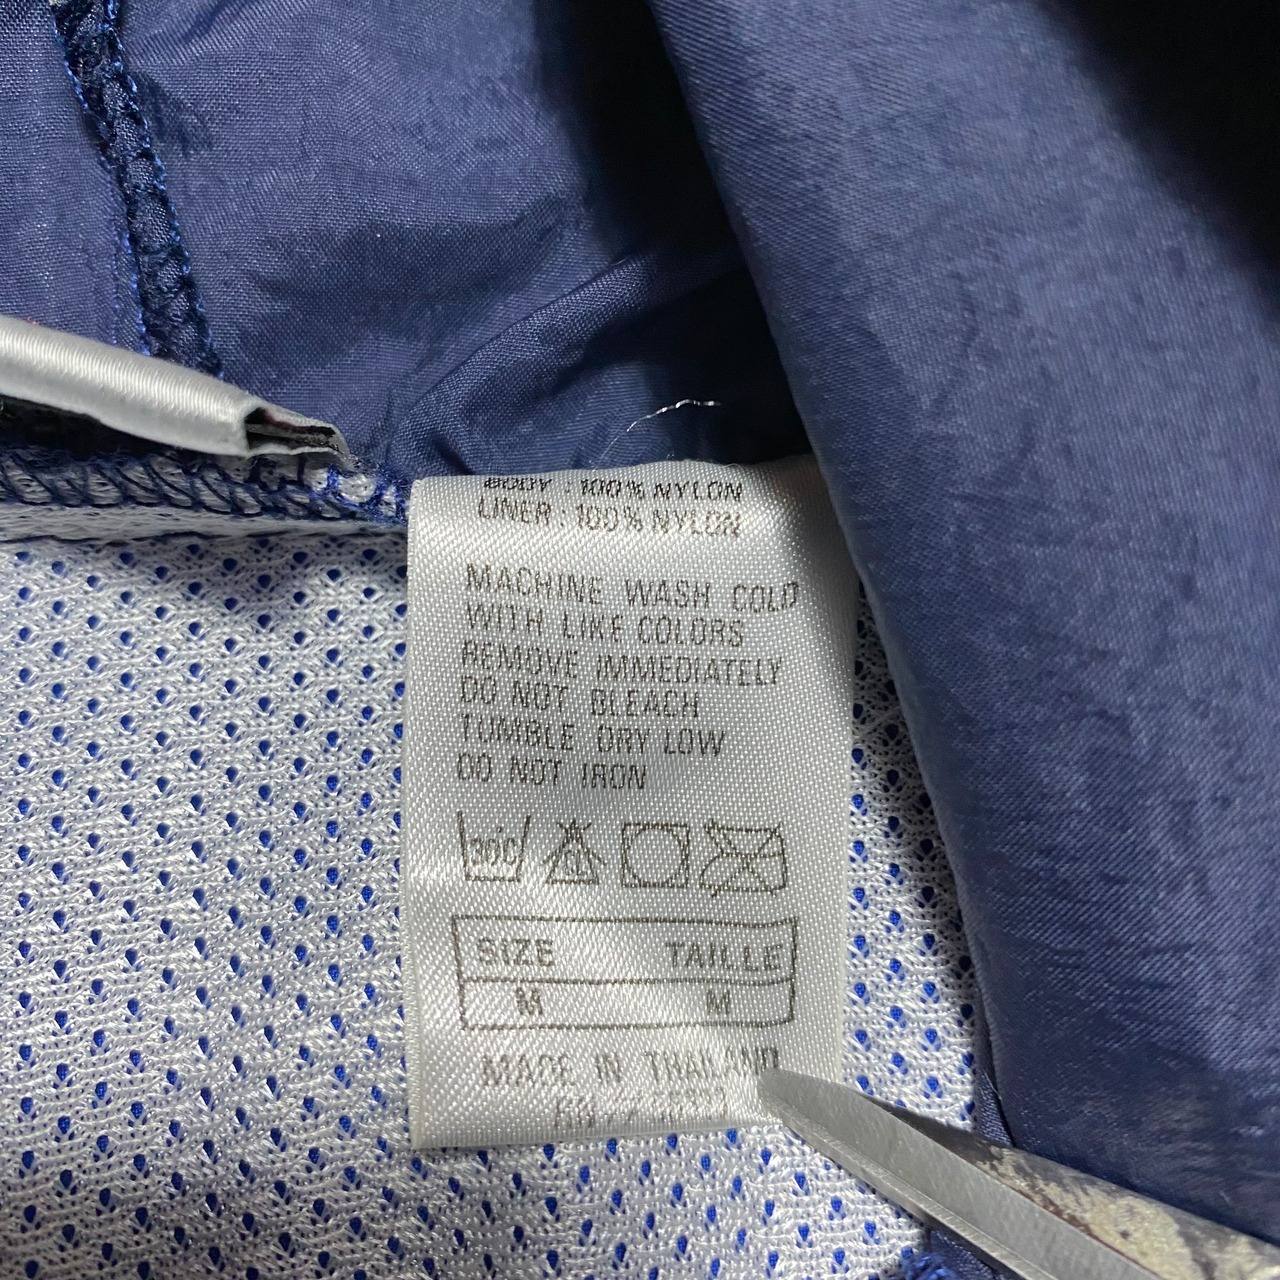 BODY : 100% NYLON
LINER : 100% NYLON
MACHINE WASH COLD
WITH LIKE COLORS
REMOVE IMMEDIATELY
DO NOT BLEACH
TUMBLE DRY LOW
DO NOT IRON
30°C cl
SIZE TAILLE
M M
MADE IN THAILAND